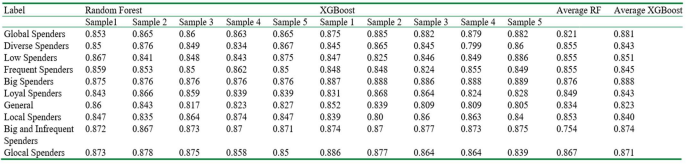 Label Random Forest XGBoost Average RF Average XGBoost
Sample1 Sample 2 Sample 3 Sample 4 Sample 5 Sample 1 Sample 2 Sample 3 Sample 4 Sample 5
Global Spenders 0.853 0.865 0.86 0.863 0.865 0.875 0.885 0.882 0.879 0.882 0.821 0.881
Diverse Spenders 0.85 0.876 0.849 0.834 0.867 0.845 0.865 0.845 0.799 0.86 0.855 0.843
Low Spenders 0.867 0.841 0.848 0.843 0.875 0.847 0.825 0.846 0.849 0.886 0.855 0.851
Frequent Spenders 0.859 0.853 0.85 0.862 0.85 0.848 0.848 0.824 0.855 0.849 0.855 0.845
Big Spenders 0.875 0.876 0.876 0.876 0.876 0.887 0.888 0.886 0.888 0.889 0.876 0.888
Loyal Spenders 0.843 0.866 0.859 0.839 0.839 0.831 0.868 0.864 0.824 0.828 0.849 0.843
General 0.86 0.843 0.817 0.823 0.827 0.852 0.839 0.809 0.809 0.805 0.834 0.823
Local Spenders 0.847 0.835 0.864 0.874 0.847 0.839 0.80 0.86 0.863 0.84 0.853 0.840
Big and Infrequent 0.872 0.867 0.873 0.87 0.871 0.874 0.87 0.877 0.873 0.875 0.754 0.874
Spenders
Glocal Spenders 0.873 0.878 0.875 0.858 0.85 0.886 0.877 0.864 0.864 0.839 0.867 0.871